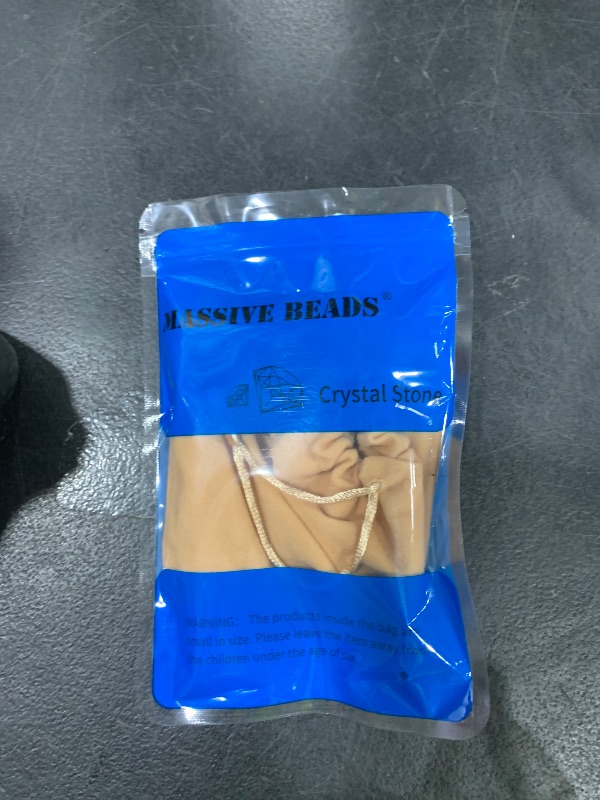 MASSIVE BEADS®
Crystal Stone
WARNING: The products inside the bag are
small in size. Please leave the item away from
the children under the age of six.